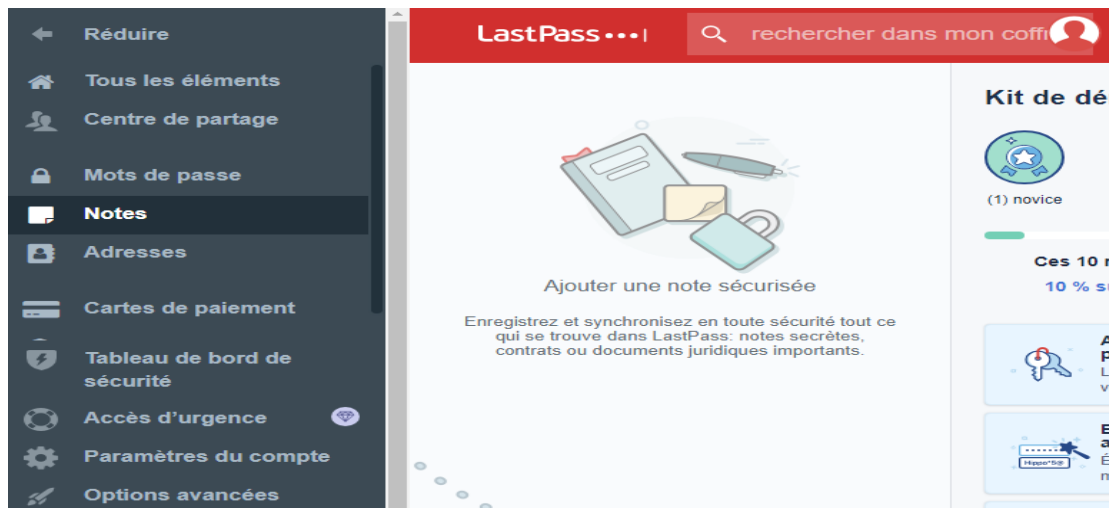 Réduire
Tous les éléments
Centre de partage
Mots de passe
Notes
Adresses
Cartes de paiement
Tableau de bord de
sécurité
Accès d’urgence
Paramètres du compte
Options avancées
LastPass
rechercher dans mon coffr
Ajouter une note sécurisée
Enregistrez et synchronisez en toute sécurité tout ce
qui se trouve dans LastPass: notes secrètes,
contrats ou documents juridiques importants.
Kit de dé
(1) novice
Ces 10
10 % s